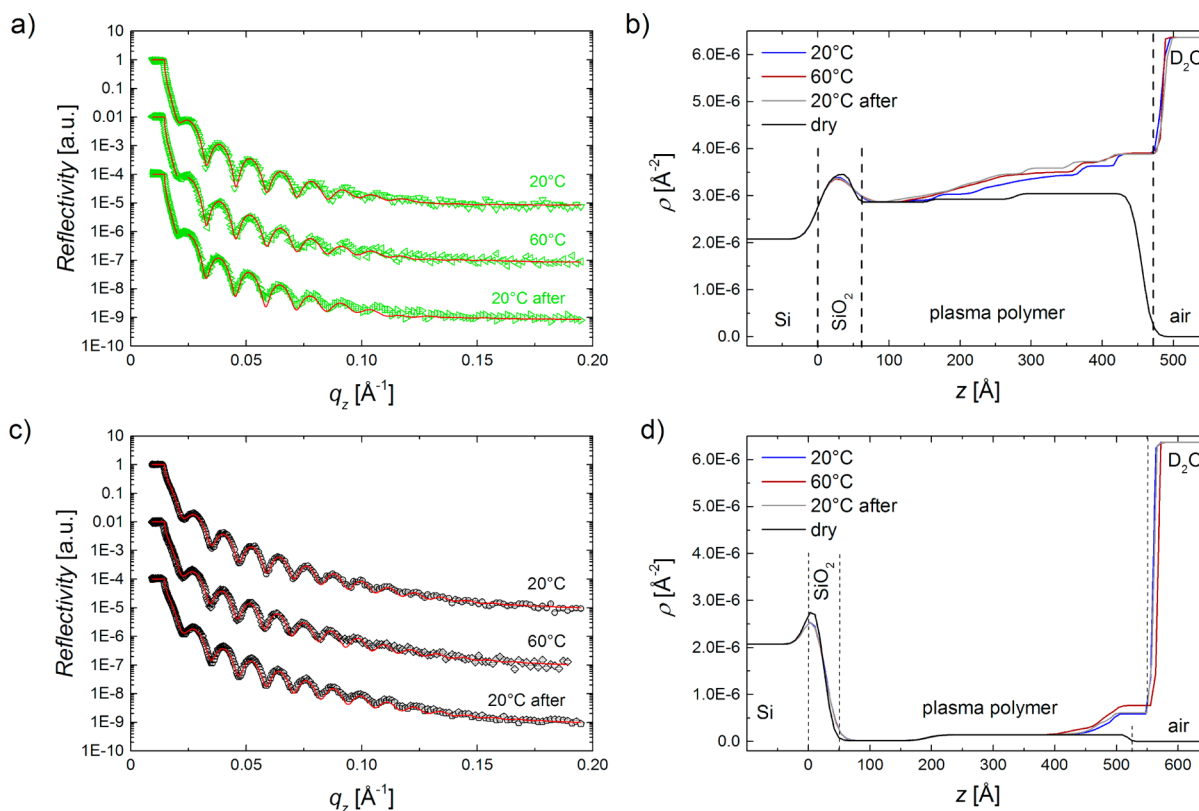 a)
10
1
0.1
0.01
1E-3
1E-4
1E-5
1E-6
1E-7
1E-8
1E-9
1E-10
Reflectivity [a.u.]
20°C
60°C
20°C after
0.00
0.05
0.10
0.15
0.20
q_z [Å⁻¹]
b)
6.0E-6
5.0E-6
4.0E-6
3.0E-6
2.0E-6
1.0E-6
0.0
ρ [Å⁻²]
20°C
60°C
20°C after
dry
D₂O
Si
SiO₂
plasma polymer
air
0
100
200
300
400
500
z [Å]
c)
10
1
0.1
0.01
1E-3
1E-4
1E-5
1E-6
1E-7
1E-8
1E-9
1E-10
Reflectivity [a.u.]
20°C
60°C
20°C after
0.00
0.05
0.10
0.15
0.20
q_z [Å⁻¹]
d)
6.0E-6
5.0E-6
4.0E-6
3.0E-6
2.0E-6
1.0E-6
0.0
ρ [Å⁻²]
20°C
60°C
20°C after
dry
D₂O
SiO₂
Si
plasma polymer
air
0
100
200
300
400
500
600
z [Å]